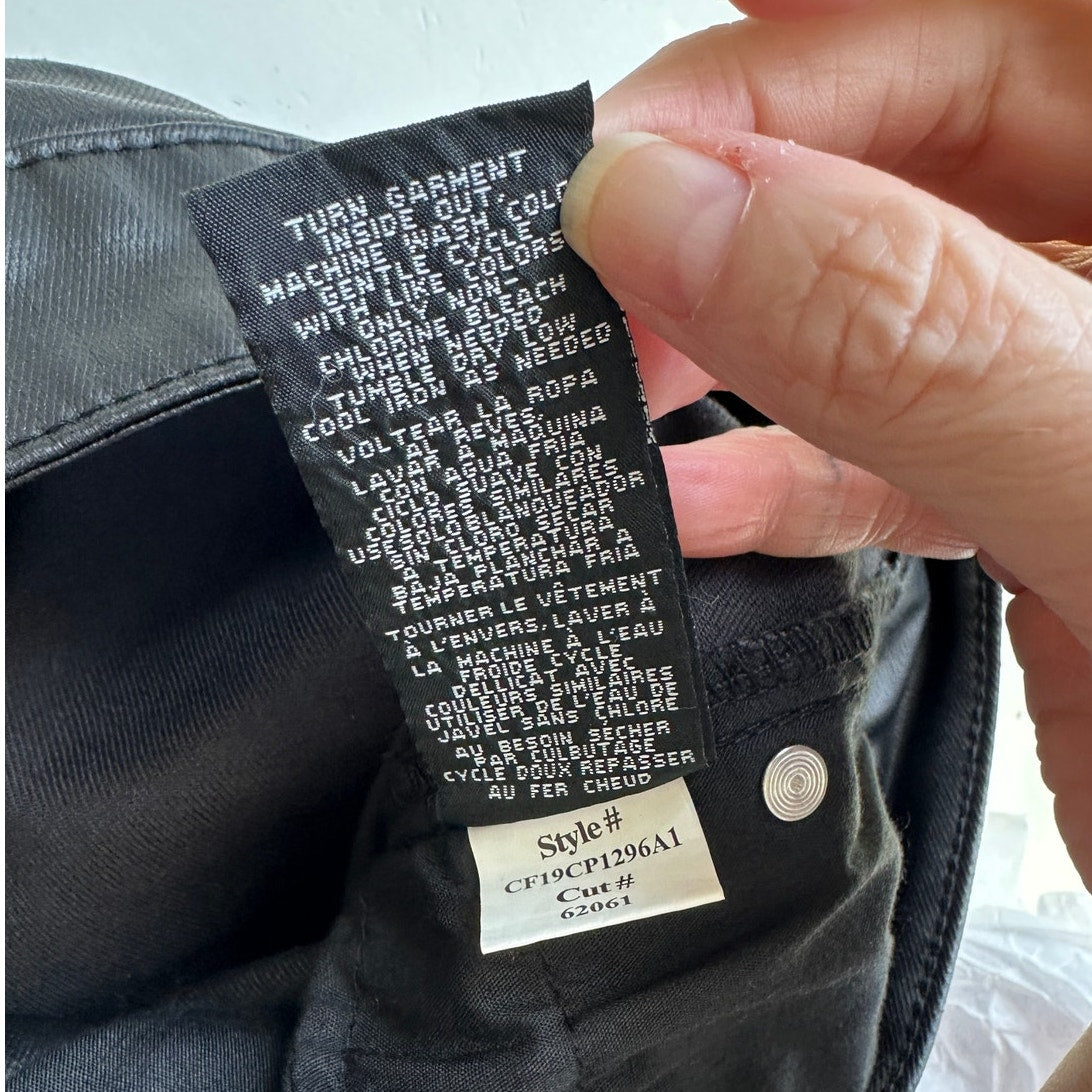 TURN GARMENT
INSIDE OUT.
MACHINE WASH COLD
GENTLE CYCLE
WITH LIKE COLORS
ONLY NON-
CHLORINE BLEACH
WHEN NEEDED
TUMBLE DRY LOW
COOL IRON AS NEEDED
VOLTEAR LA ROPA
AL REVES,
LAVAR A MAQUINA
CON AGUA FRIA
CICLO SUAVE CON
COLORES SIMILARES
USE SOLO BLANQUEADOR
SIN CLORO SECAR
A TEMPERATURA
BAJA PLANCHAR A
TEMPERATURA FRIA
TOURNER LE VÊTEMENT
À L'ENVERS, LAVER À
LA MACHINE À L'EAU
FROIDE CYCLE
DELLICAT AVEC
COULEURS SIMILAIRES
UTILISER DE L'EAU DE
JAVEL SANS CHLORE
AU BESOIN SECHER
PAR CULBUTAGE
CYCLE DOUX REPASSER
AU FER CHEUD
Style#
CF19CP1296A1
Cut#
62061